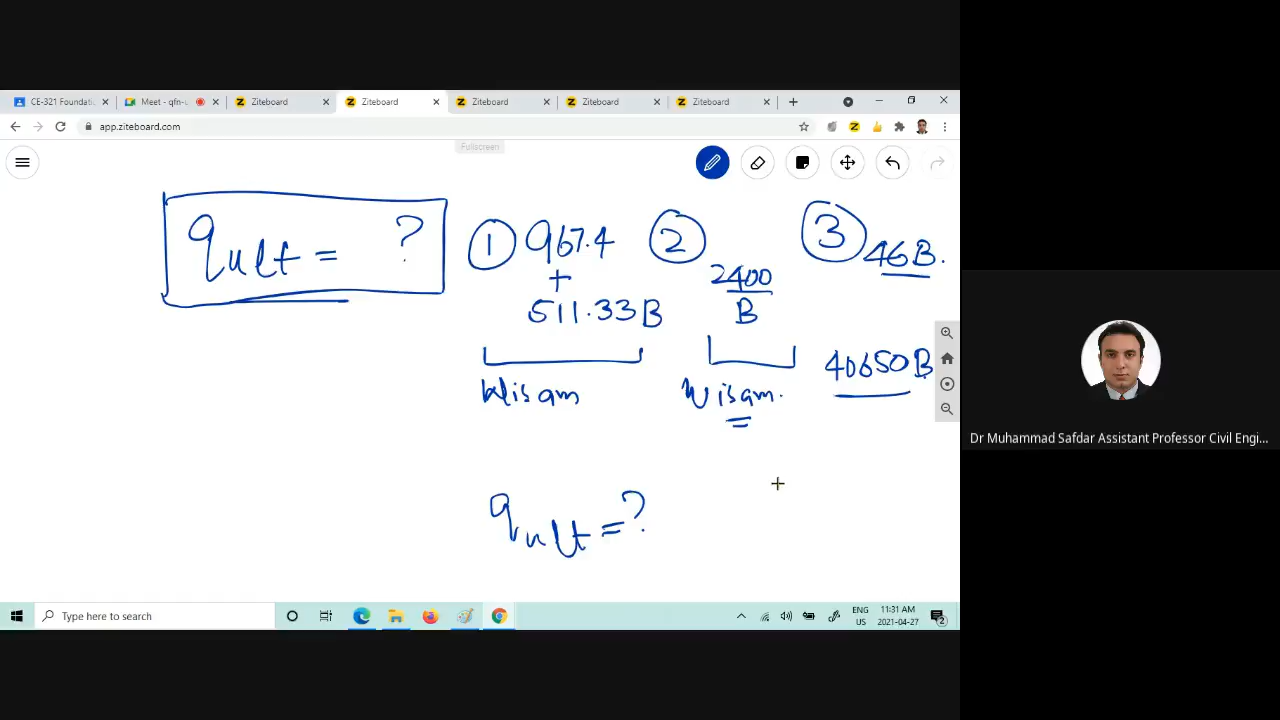 CE-321 Founda
Meet - qfn-u
Ziteboard
Ziteboard
Ziteboard
Ziteboard
Ziteboard
app.ziteboard.com
Fullscreen
qult = ?
1 967.4 + 511.33B
Wisam
2 2400/B
Wisam.
3 46B.
40650B
qult = ?
Dr Muhammad Safdar Assistant Professor Civil Engi...
Type here to search
ENG
US
11:31 AM
2021-04-27
2